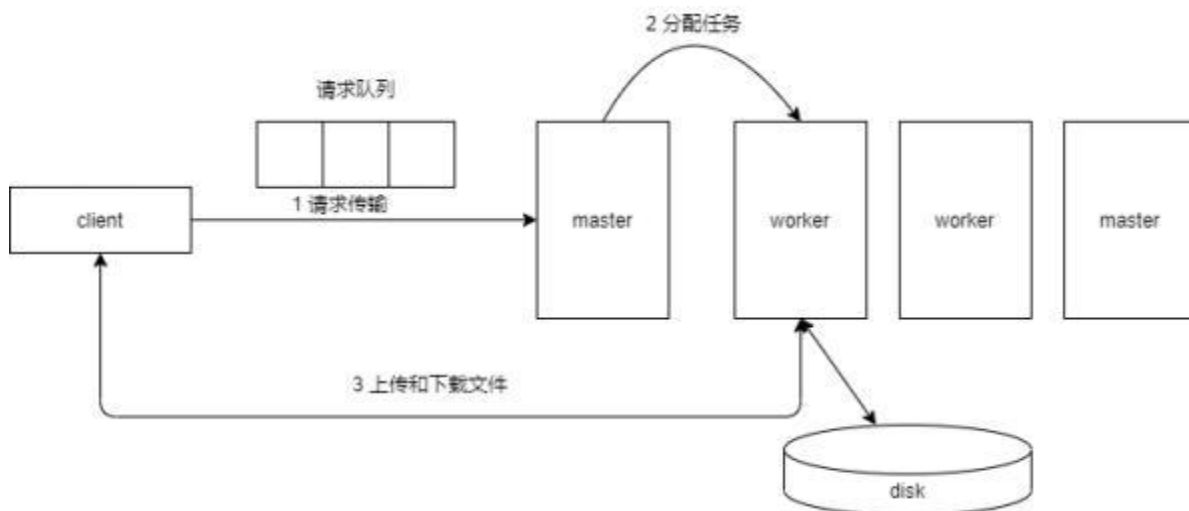 2 分配任务
请求队列
1 请求传输
client
master
worker
worker
master
3 上传和下载文件
disk